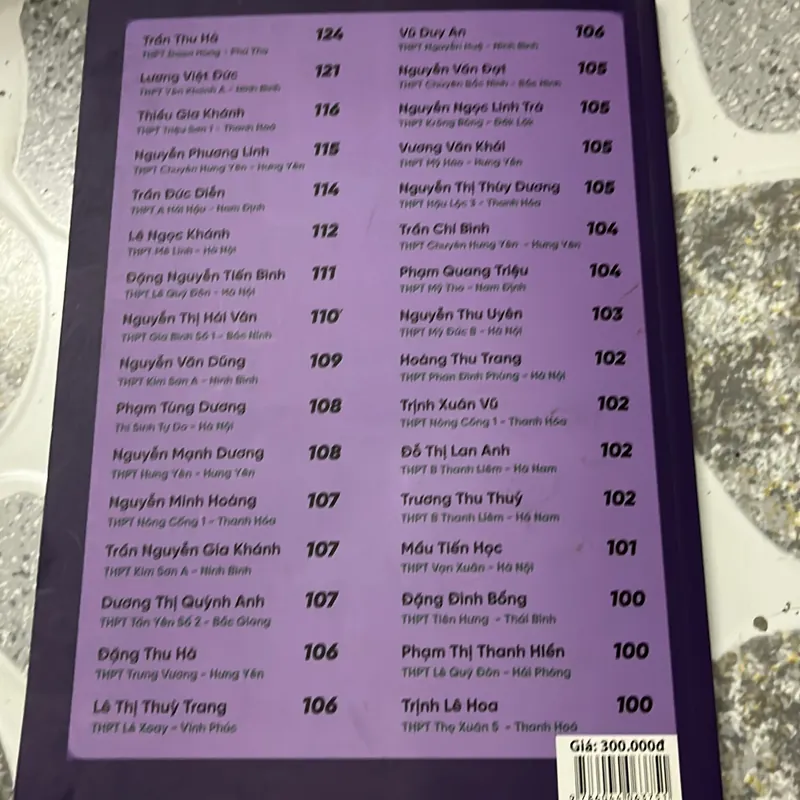 Trần Thu Hà 124
THPT Đoan Hùng - Phú Thọ
Lương Việt Đức 121
THPT Yên Khánh A - Ninh Bình
Thiều Gia Khánh 116
THPT Triệu Sơn 1 - Thanh Hoá
Nguyễn Phương Linh 115
THPT Chuyên Hưng Yên - Hưng Yên
Trần Đức Diễn 114
THPT A Hải Hậu - Nam Định
Lê Ngọc Khánh 112
THPT Mê Linh - Hà Nội
Đặng Nguyễn Tiến Bình 111
THPT Lê Quý Đôn - Hà Nội
Nguyễn Thị Hải Vân 110
THPT Gia Bình Số 1 - Bắc Ninh
Nguyễn Văn Dũng 109
THPT Kim Sơn A - Ninh Bình
Phạm Tùng Dương 108
Thí Sinh Tự Do - Hà Nội
Nguyễn Mạnh Dương 108
THPT Hưng Yên - Hưng Yên
Nguyễn Minh Hoàng 107
THPT Nông Cống 1 - Thanh Hóa
Trần Nguyễn Gia Khánh 107
THPT Kim Sơn A - Ninh Bình
Dương Thị Quỳnh Anh 107
THPT Tân Yên Số 2 - Bắc Giang
Đặng Thu Hà 106
THPT Trưng Vương - Hưng Yên
Lê Thị Thuỳ Trang 106
THPT Lê Xoay - Vĩnh Phúc
Vũ Duy An 106
THPT Nguyễn Huệ - Ninh Bình
Nguyễn Văn Đạt 105
THPT Chuyên Bắc Ninh - Bắc Ninh
Nguyễn Ngọc Linh Trà 105
THPT Krông Bông - Đắk Lắk
Vương Văn Khải 105
THPT Mỹ Hào - Hưng Yên
Nguyễn Thị Thùy Dương 105
THPT Hậu Lộc 3 - Thanh Hóa
Trần Chí Bình 104
THPT Chuyên Hưng Yên - Hưng Yên
Phạm Quang Triệu 104
THPT Mỹ Tho - Nam Định
Nguyễn Thu Uyên 103
THPT Mỹ Đức B - Hà Nội
Hoàng Thu Trang 102
THPT Phan Đình Phùng - Hà Nội
Trịnh Xuân Vũ 102
THPT Nông Cống 1 - Thanh Hóa
Đỗ Thị Lan Anh 102
THPT B Thanh Liêm - Hà Nam
Trương Thu Thuý 102
THPT B Thanh Liêm - Hà Nam
Mầu Tiến Học 101
THPT Vạn Xuân - Hà Nội
Đặng Đình Bống 100
THPT Tiên Hưng - Thái Bình
Phạm Thị Thanh Hiền 100
THPT Lê Quý Đôn - Hải Phòng
Trịnh Lê Hoa 100
THPT Thọ Xuân 5 - Thanh Hoá
Giá: 300.000đ